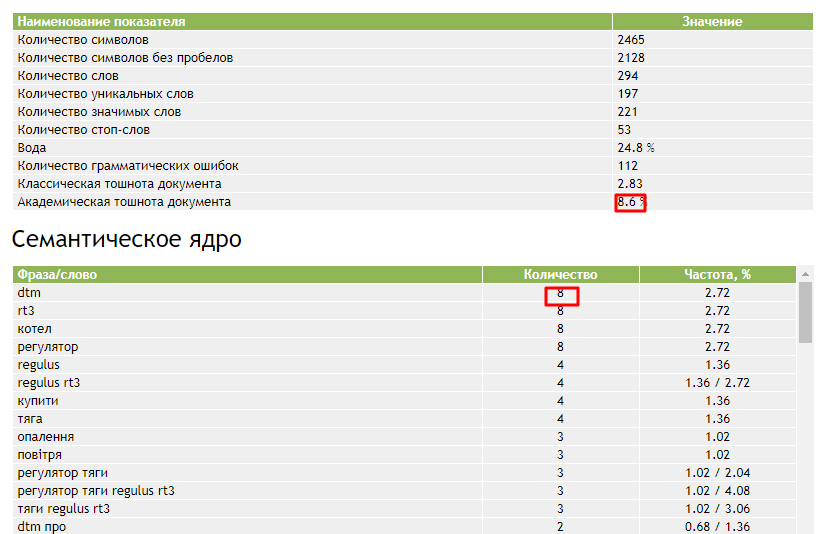 Наименование показателя Значение
Количество символов 2465
Количество символов без пробелов 2128
Количество слов 294
Количество уникальных слов 197
Количество значимых слов 221
Количество стоп-слов 53
Вода 24.8 %
Количество грамматических ошибок 112
Классическая тошнота документа 2.83
Академическая тошнота документа 8.6 %
Семантическое ядро
Фраза/слово Количество Частота, %
dtm 8 2.72
rt3 8 2.72
котел 8 2.72
регулятор 8 2.72
regulus 4 1.36
regulus rt3 4 1.36 / 2.72
купити 4 1.36
тяга 4 1.36
опалення 3 1.02
повітря 3 1.02
регулятор тяги 3 1.02 / 2.04
регулятор тяги regulus rt3 3 1.02 / 4.08
тяги regulus rt3 3 1.02 / 3.06
dtm про 2 0.68 / 1.36